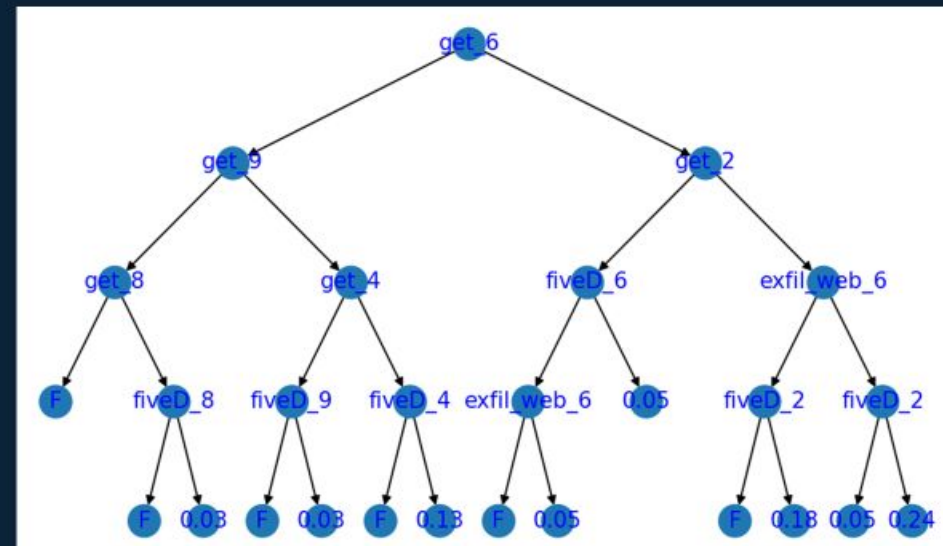 get_6
get_9 get_2
get_8 get_4 fiveD_6 exfil_web_6
F fiveD_8 fiveD_9 fiveD_4 exfil_web_6 0.05 fiveD_2 fiveD_2
F 0.03 F 0.03 F 0.13 F 0.05 F 0.18 0.05 0.24